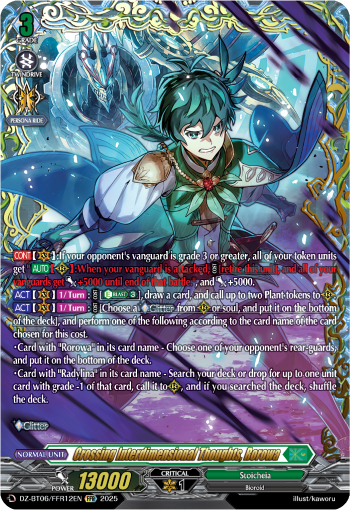 3
GRADE
TWINDRIVE
PERSONA RIDE
CONT【】:If your opponent's vanguard is grade 3 or greater, all of your token units
get "AUTO【】:When your vanguard is attacked, retire this unit, and all of your
vanguards get +5000 until end of that battle.", and +5000.
ACT【】1/Turn: [BLAST 3], draw a card, and call up to two Plant tokens to
ACT【】1/Turn: [Choose a Glitter from or soul, and put it on the bottom
of the deck], and perform one of the following according to the card name of the card
chosen for this cost.
•Card with "Rorowa" in its card name - Choose one of your opponent's rear-guards,
and put it on the bottom of the deck.
•Card with "Radylina" in its card name - Search your deck or drop for up to one unit
card with grade -1 of that card, call it to, and if you searched the deck, shuffle
the deck.
Glitter
NORMAL UNIT
Crossing Interdimensional Thoughts, Rorowa
POWER 13000 CRITICAL 1 Stoicheia
Bioroid
DZ-BT06/FFR12EN FFR 2025 illust/kaworu